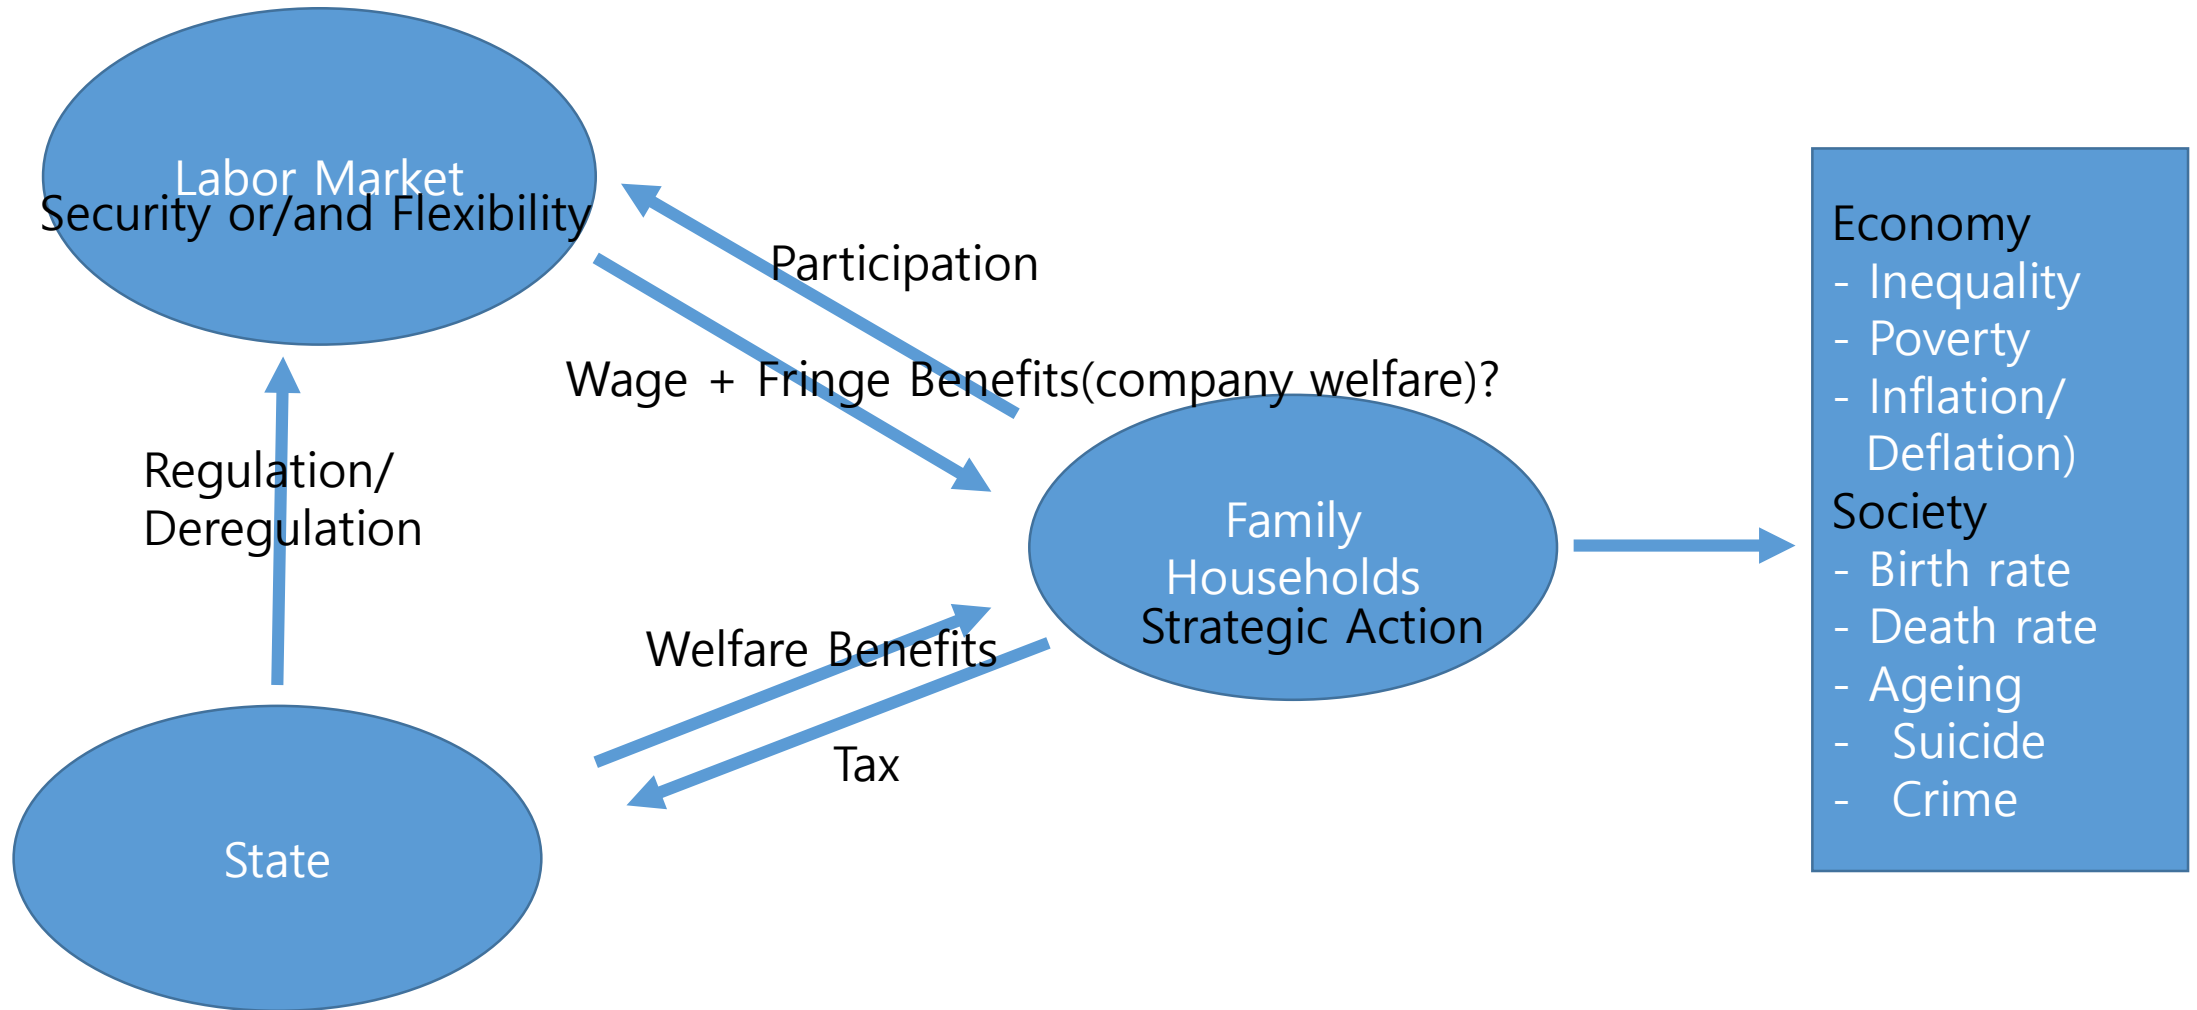 Labor Market
Security or/and Flexibility
Participation
Wage + Fringe Benefits(company welfare)?
Regulation/
Deregulation
Family
Households
Strategic Action
Welfare Benefits
Tax
State
Economy
- Inequality
- Poverty
- Inflation/
Deflation)
Society
- Birth rate
- Death rate
- Ageing
- Suicide
- Crime